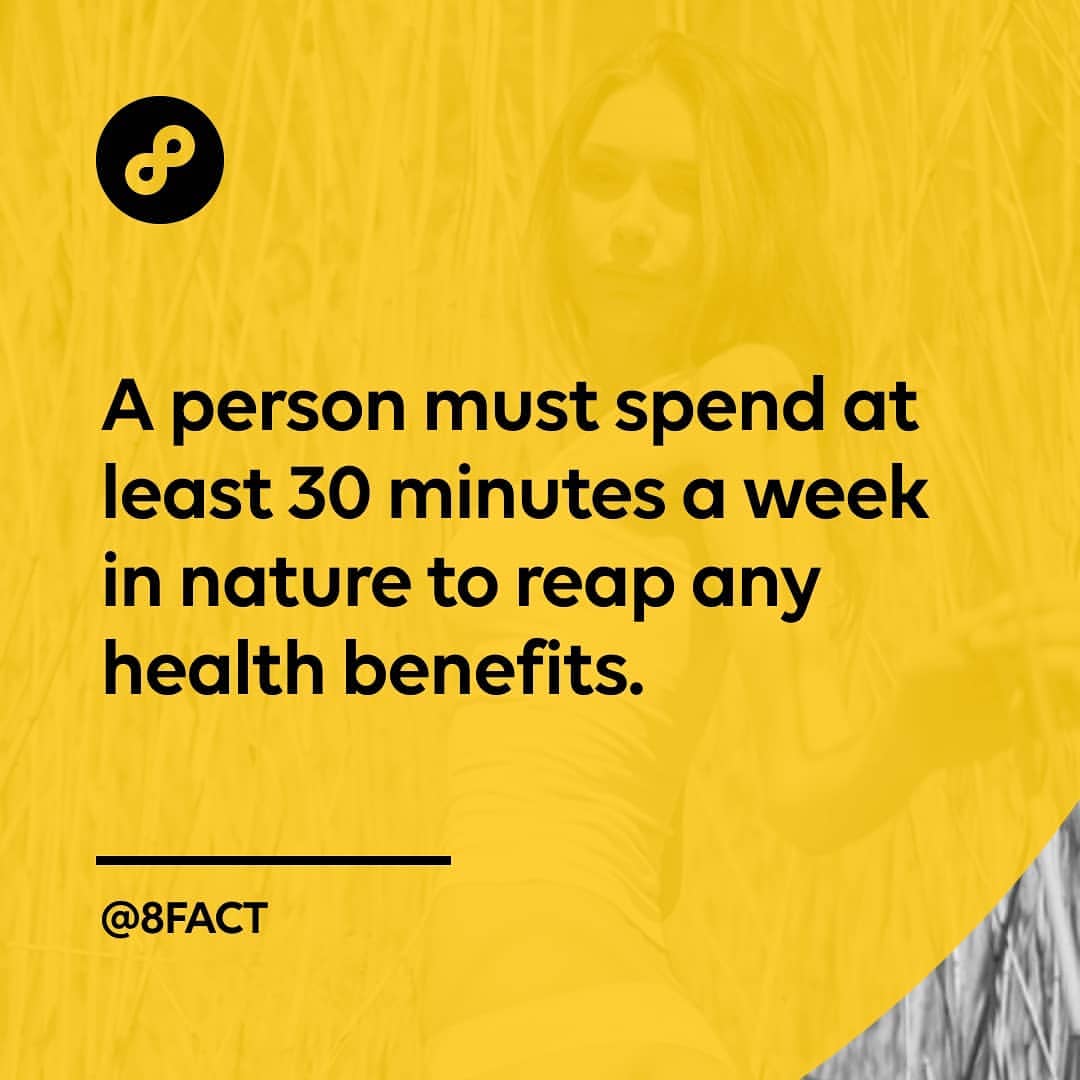 A person must spend at
least 30 minutes a week
in nature to reap any
health benefits.
@8FACT